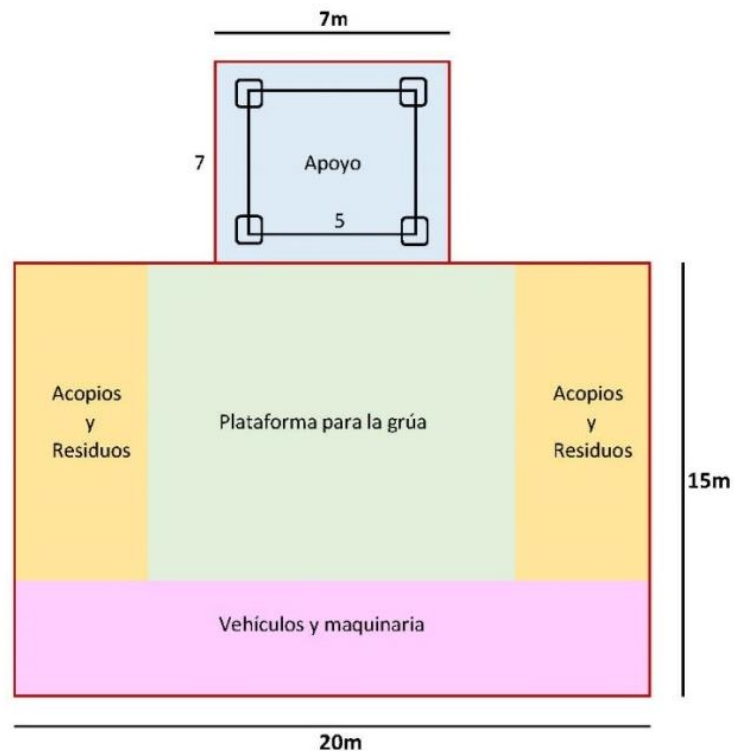 7m
7
Apoyo
5
Acopios
y
Residuos
Plataforma para la grúa
Acopios
y
Residuos
15m
Vehículos y maquinaria
20m